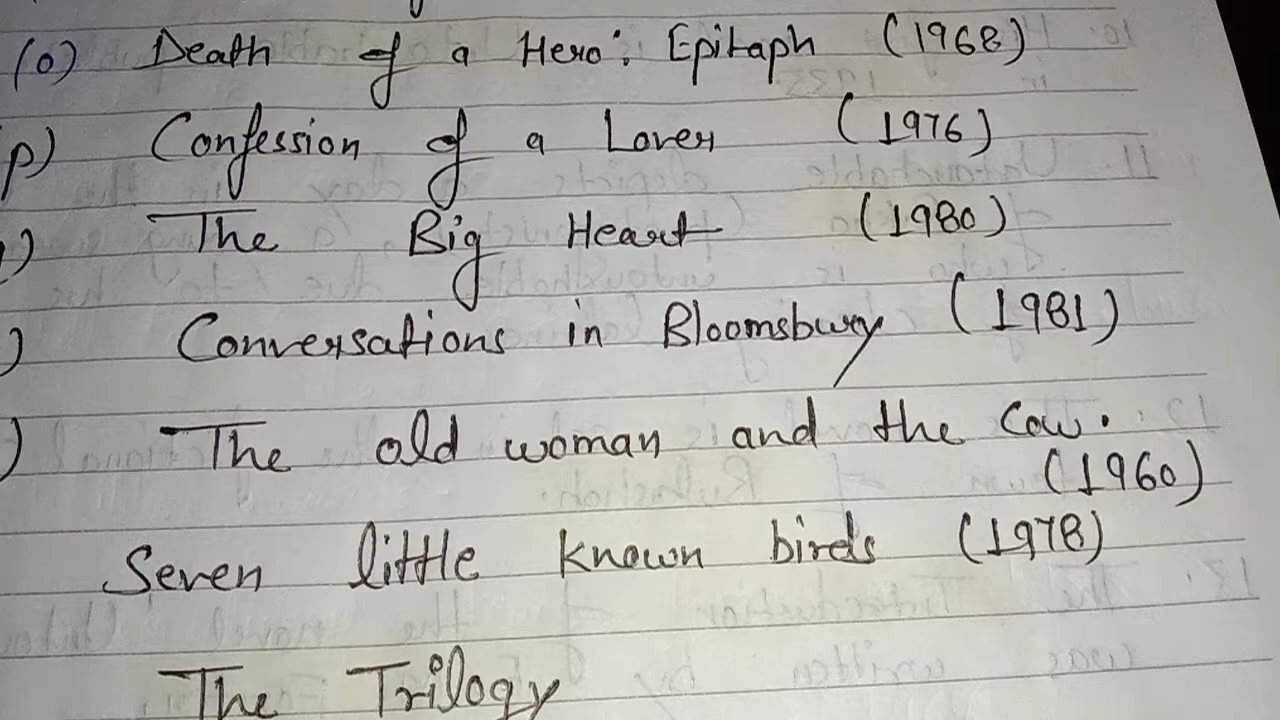 (o) Death of a Hero: Epitaph (1968)
p) Confession of a Lover (1976)
) The Big Heart (1980)
) Conversations in Bloomsbury (1981)
) The old woman and the Cow.
(1960)
Seven little known birds (1978)
The Trilogy